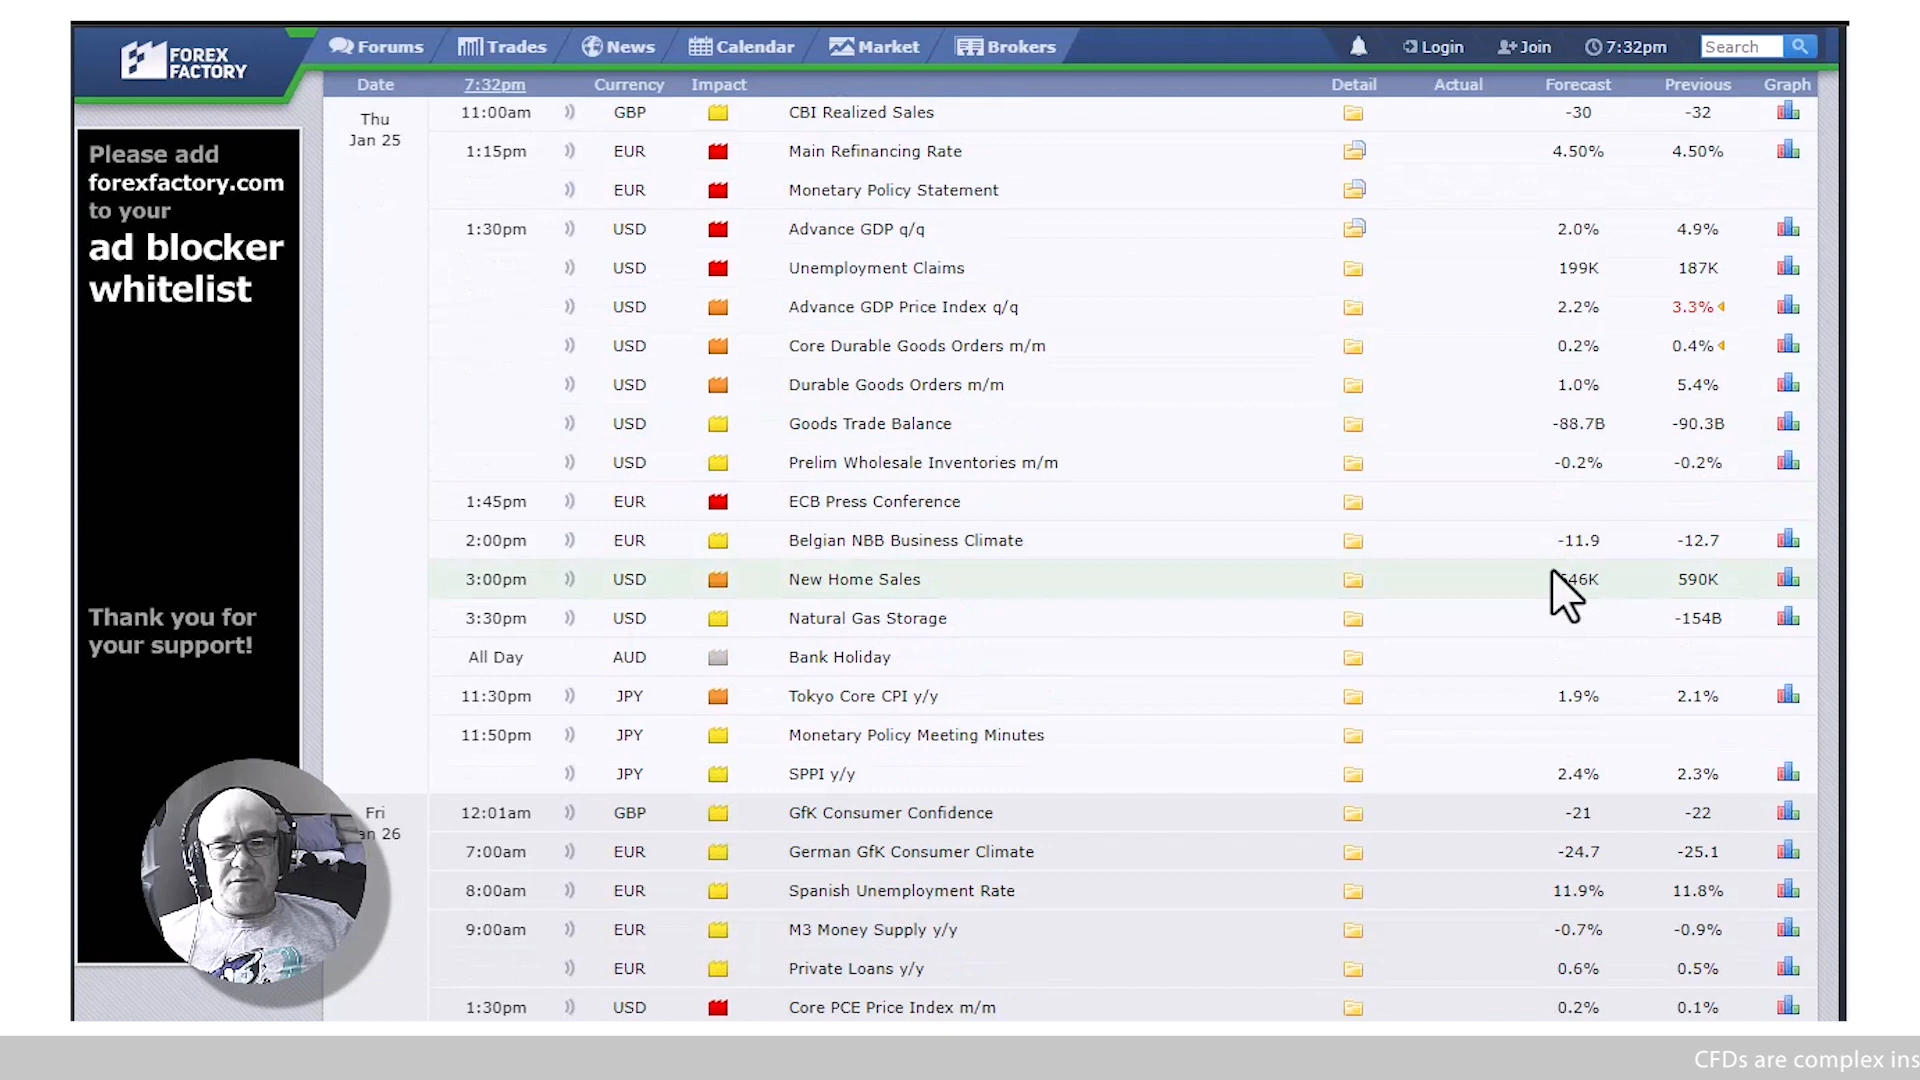 FOREX
FACTORY
Forums Trades News Calendar Market Brokers Login Join 7:32pm Search
Date 7:32pm Currency Impact Detail Actual Forecast Previous Graph
Thu
Jan 25
11:00am GBP CBI Realized Sales -30 -32
1:15pm EUR Main Refinancing Rate 4.50% 4.50%
EUR Monetary Policy Statement
1:30pm USD Advance GDP q/q 2.0% 4.9%
USD Unemployment Claims 199K 187K
USD Advance GDP Price Index q/q 2.2% 3.3%
USD Core Durable Goods Orders m/m 0.2% 0.4%
USD Durable Goods Orders m/m 1.0% 5.4%
USD Goods Trade Balance -88.7B -90.3B
USD Prelim Wholesale Inventories m/m -0.2% -0.2%
1:45pm EUR ECB Press Conference
2:00pm EUR Belgian NBB Business Climate -11.9 -12.7
3:00pm USD New Home Sales 590K
3:30pm USD Natural Gas Storage -154B
All Day AUD Bank Holiday
11:30pm JPY Tokyo Core CPI y/y 1.9% 2.1%
11:50pm JPY Monetary Policy Meeting Minutes
JPY SPPI y/y 2.4% 2.3%
Fri
an 26
12:01am GBP GfK Consumer Confidence -21 -22
7:00am EUR German GfK Consumer Climate -24.7 -25.1
8:00am EUR Spanish Unemployment Rate 11.9% 11.8%
9:00am EUR M3 Money Supply y/y -0.7% -0.9%
EUR Private Loans y/y 0.6% 0.5%
1:30pm USD Core PCE Price Index m/m 0.2% 0.1%
Please add
forexfactory.com
to your
ad blocker
whitelist
Thank you for
your support!
CFDs are complex ins